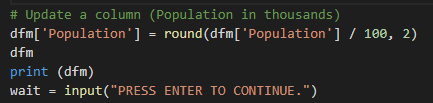 # Update a column (Population in thousands)
dfm['Population'] = round(dfm['Population'] / 100, 2)
dfm
print (dfm)
wait = input("PRESS ENTER TO CONTINUE.")